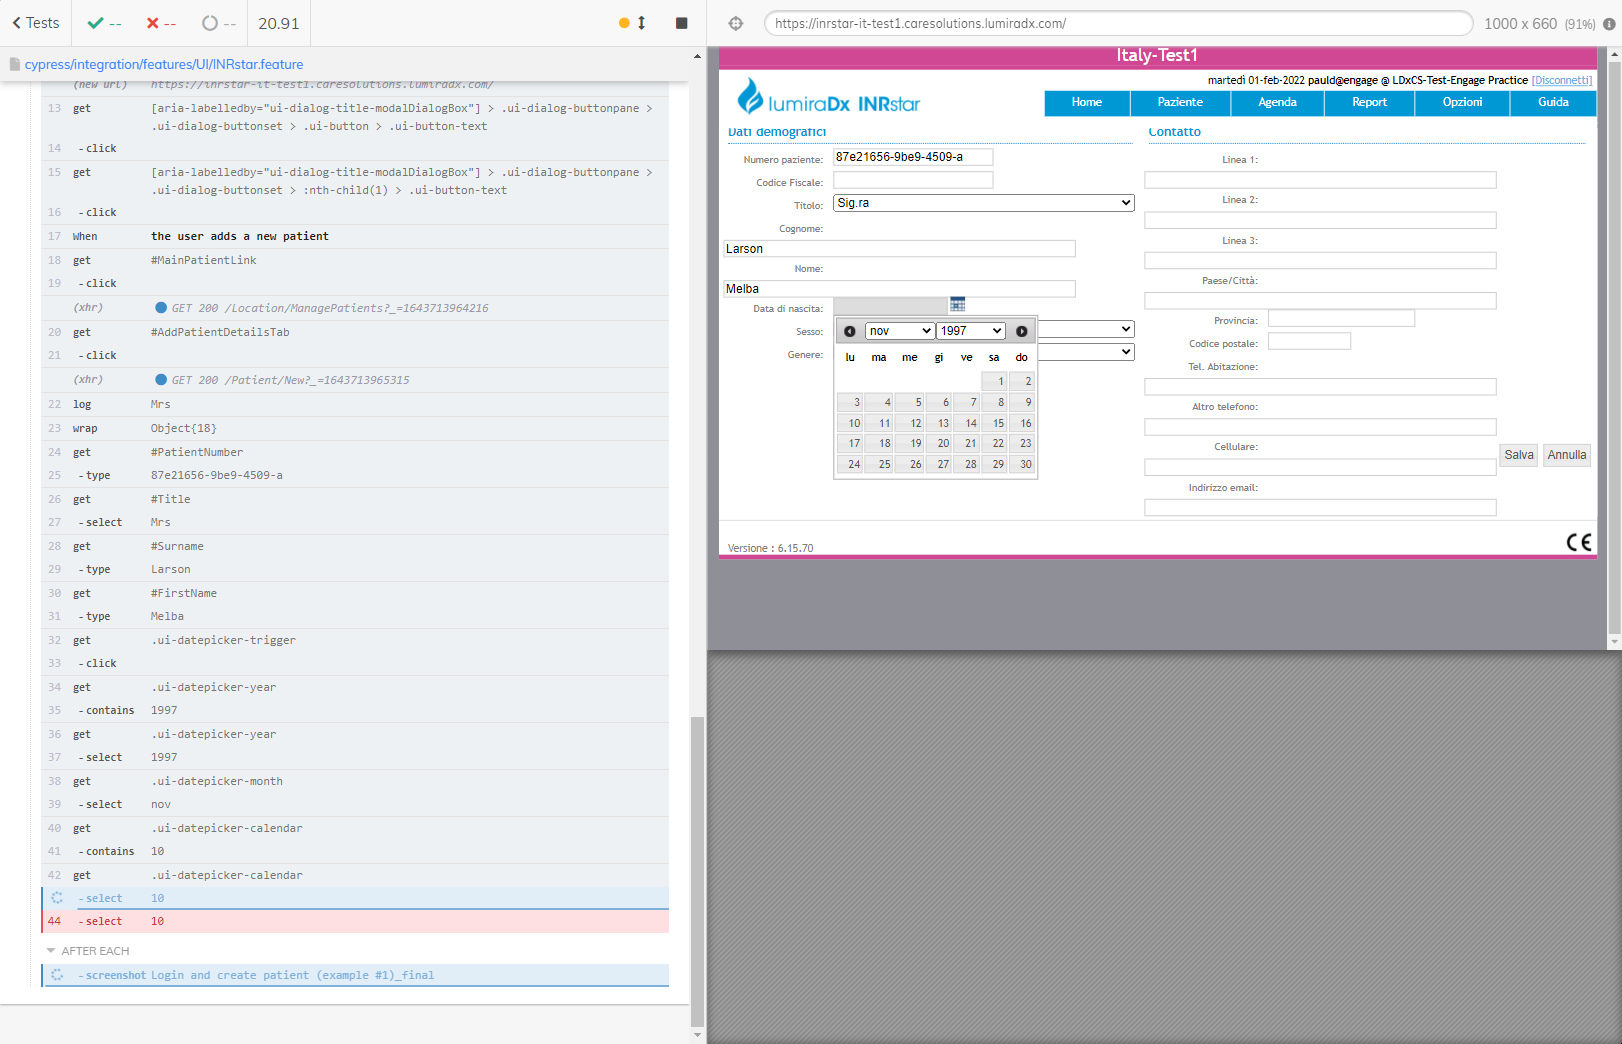 Tests
--
--
--
20.91
cypress/integration/features/UI/INRstar.feature
(new url) https://inrstar-it-test1.caresolutions.lumiradx.com/
13 get [aria-labelledby="ui-dialog-title-modalDialogBox"] > .ui-dialog-buttonpane >
.ui-dialog-buttonset > .ui-button > .ui-button-text
14 -click
15 get [aria-labelledby="ui-dialog-title-modalDialogBox"] > .ui-dialog-buttonpane >
.ui-dialog-buttonset > :nth-child(1) > .ui-button-text
16 -click
17 When the user adds a new patient
18 get #MainPatientLink
19 -click
(xhr) GET 200 /Location/ManagePatients?_=1643713964216
20 get #AddPatientDetailsTab
21 -click
(xhr) GET 200 /Patient/New?_=1643713965315
22 log Mrs
23 wrap Object{18}
24 get #PatientNumber
25 -type 87e21656-9be9-4509-a
26 get #Title
27 -select Mrs
28 get #Surname
29 -type Larson
30 get #FirstName
31 -type Melba
32 get .ui-datepicker-trigger
33 -click
34 get .ui-datepicker-year
35 -contains 1997
36 get .ui-datepicker-year
37 -select 1997
38 get .ui-datepicker-month
39 -select nov
40 get .ui-datepicker-calendar
41 -contains 10
42 get .ui-datepicker-calendar
-select 10
44 -select 10
AFTER EACH
-screenshot Login and create patient (example #1)_final
https://inrstar-it-test1.caresolutions.lumiradx.com/
1000 x 660 (91%)
Italy-Test1
martedì 01-feb-2022 pauld@engage @ LDxCS-Test-Engage Practice [Disconnetti]
lumiraDx INRstar
Home Paziente Agenda Report Opzioni Guida
Dati demografici
Numero paziente: 87e21656-9be9-4509-a
Codice Fiscale:
Titolo: Sig.ra
Cognome:
Larson
Nome:
Melba
Data di nascita:
Sesso:
Genere:
nov 1997
lu ma me gi ve sa do
1 2
3 4 5 6 7 8 9
10 11 12 13 14 15 16
17 18 19 20 21 22 23
24 25 26 27 28 29 30
Contatto
Linea 1:
Linea 2:
Linea 3:
Paese/Città:
Provincia:
Codice postale:
Tel. Abitazione:
Altro telefono:
Cellulare:
Indirizzo email:
Salva Annulla
Versione : 6.15.70
CE